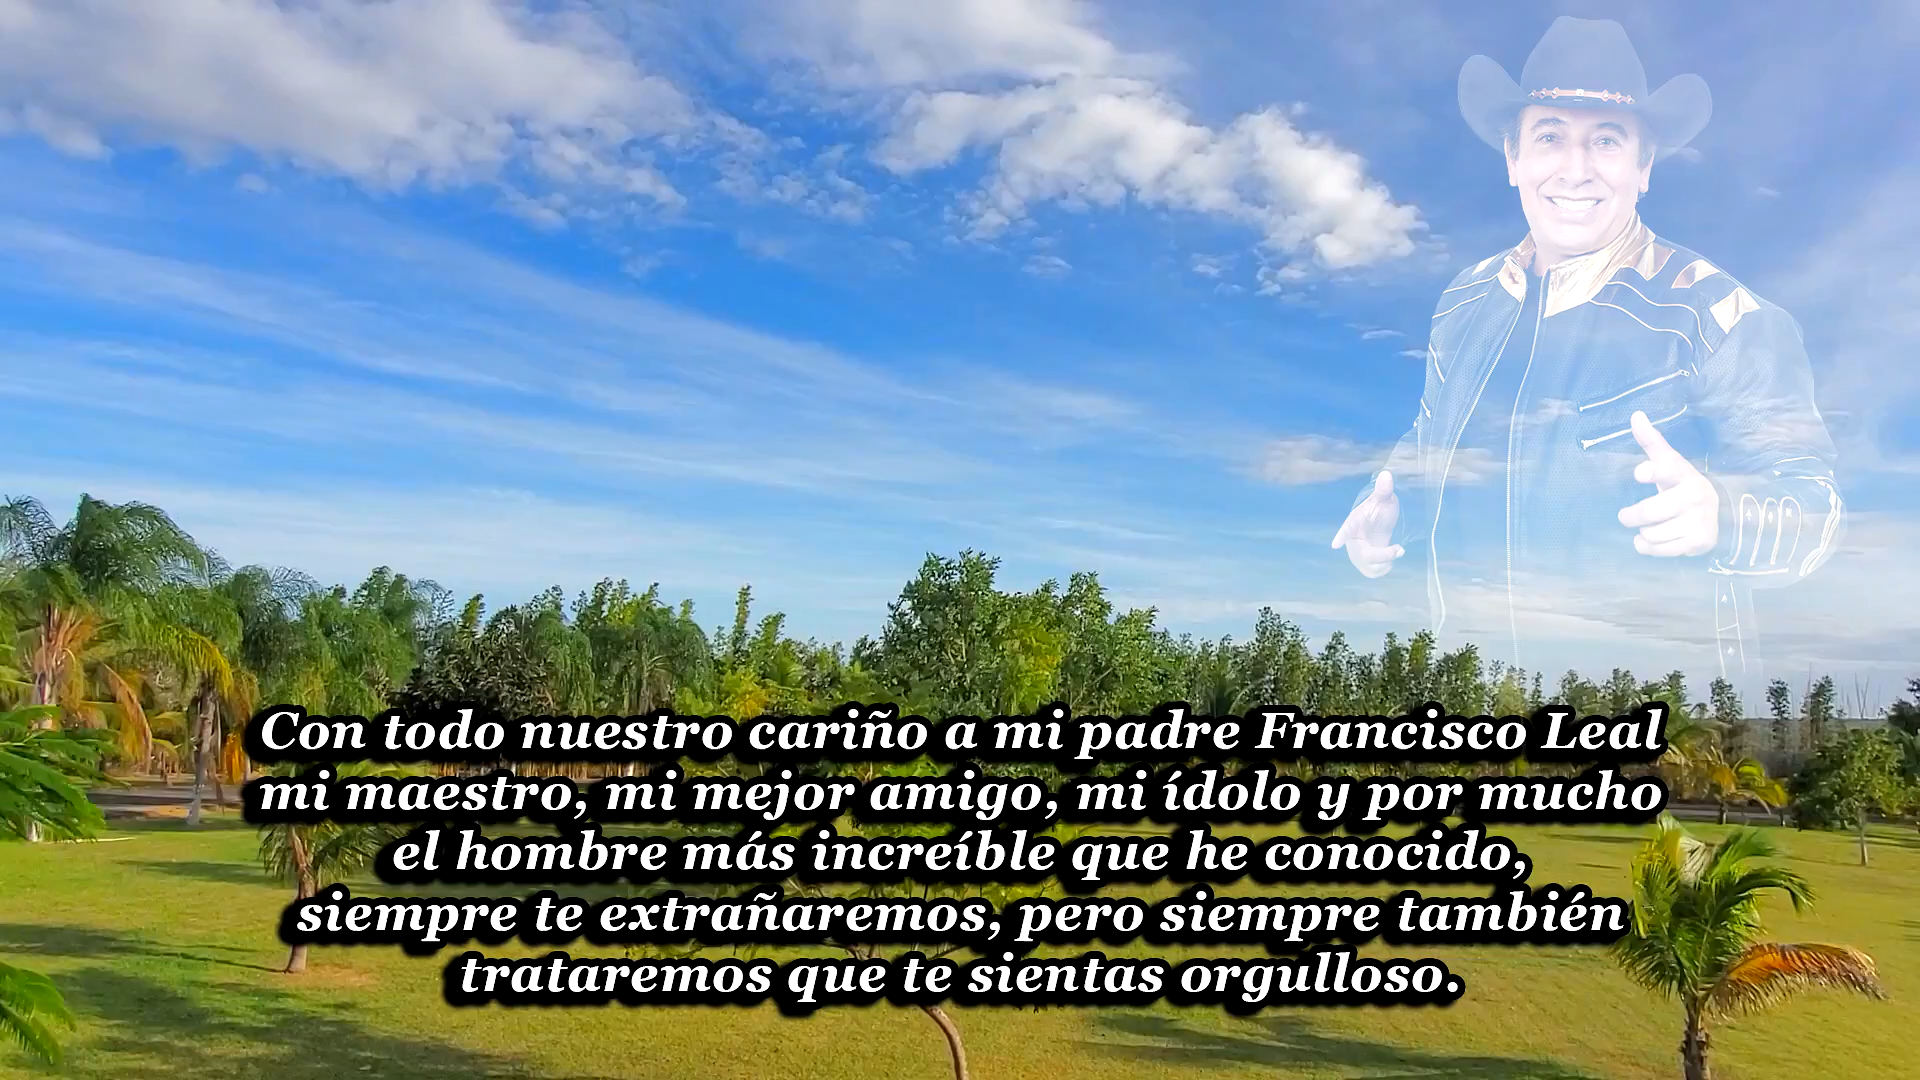 Con todo nuestro cariño a mi padre Francisco Leal
mi maestro, mi mejor amigo, mi ídolo y por mucho
el hombre más increíble que he conocido,
siempre te extrañaremos, pero siempre también
trataremos que te sientas orgulloso.